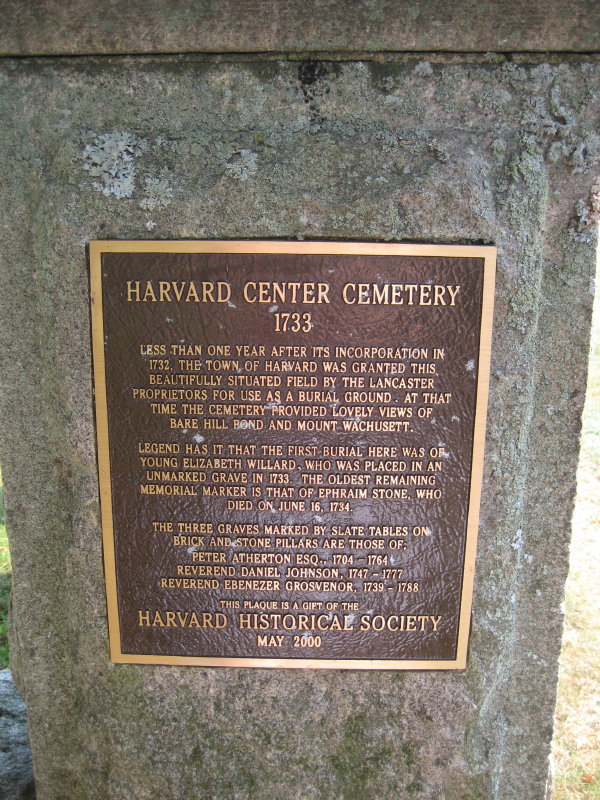 HARVARD CENTER CEMETERY
1733
LESS THAN ONE YEAR AFTER ITS INCORPORATION IN
1732, THE TOWN OF HARVARD WAS GRANTED THIS
BEAUTIFULLY SITUATED FIELD BY THE LANCASTER
PROPRIETORS FOR USE AS A BURIAL GROUND. AT THAT
TIME THE CEMETERY PROVIDED LOVELY VIEWS OF
BARE HILL POND AND MOUNT WACHUSETT.
LEGEND HAS IT THAT THE FIRST BURIAL HERE WAS OF
YOUNG ELIZABETH WILLARD, WHO WAS PLACED IN AN
UNMARKED GRAVE IN 1733. THE OLDEST REMAINING
MEMORIAL MARKER IS THAT OF EPHRAIM STONE, WHO
DIED ON JUNE 16, 1734.
THE THREE GRAVES MARKED BY SLATE TABLES ON
BRICK AND STONE PILLARS ARE THOSE OF:
PETER ATHERTON ESQ., 1704 - 1764
REVEREND DANIEL JOHNSON, 1747 - 1777
REVEREND EBENEZER GROSVENOR, 1739 - 1788
THIS PLAQUE IS A GIFT OF THE
HARVARD HISTORICAL SOCIETY
MAY 2000